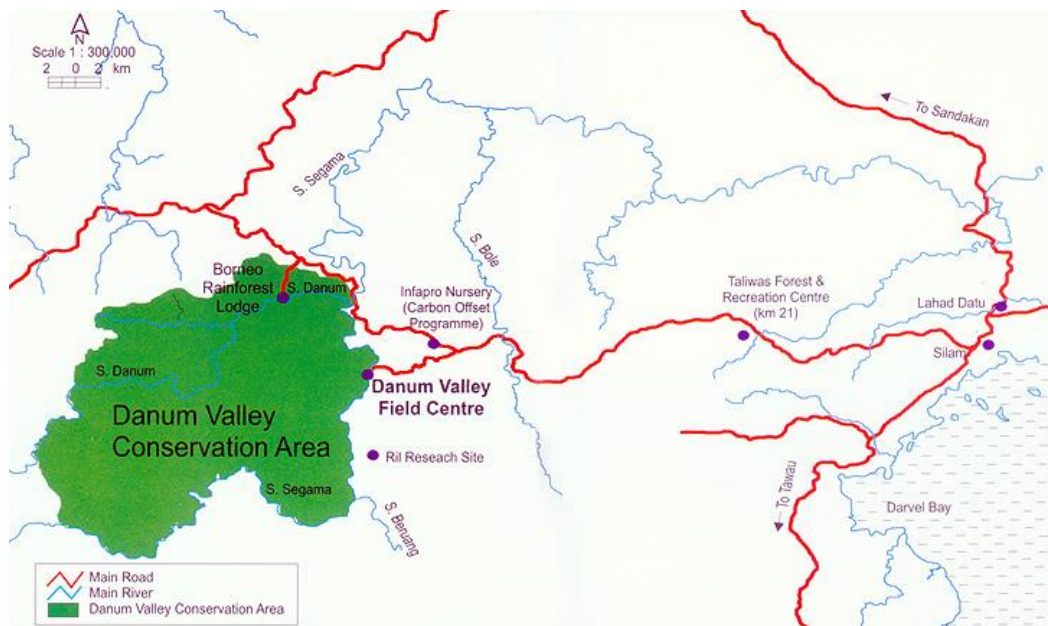 N
Scale 1 : 300,000
2 0 2 km
To Sandakan
S. Segama
S. Bole
Borneo
Rainforest
Lodge
S. Danum
Infapro Nursery
(Carbon Offset
Programme)
Taliwas Forest &
Recreation Centre
(km 21)
Lahad Datu
Silam
S. Danum
Danum Valley
Field Centre
Danum Valley
Conservation Area
Ril Reseach Site
S. Segama
S. Beruang
To Tawau
Darvel Bay
Main Road
Main River
Danum Valley Conservation Area